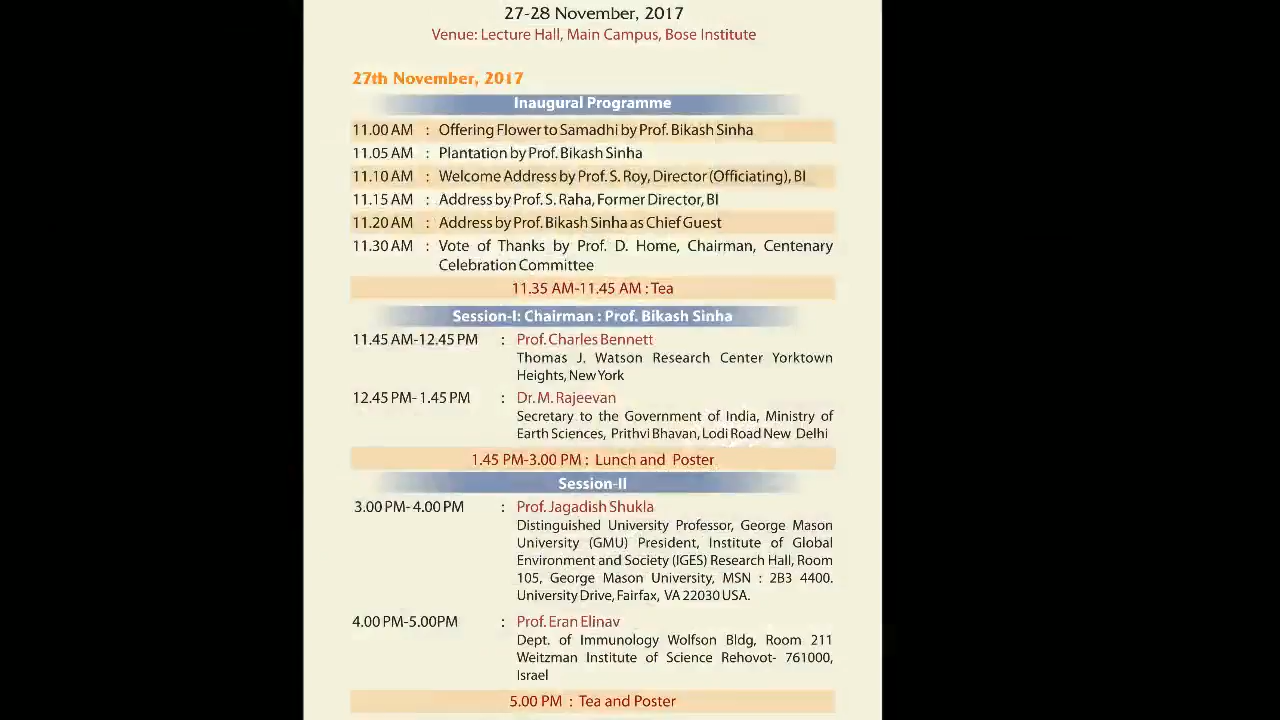 27-28 November, 2017
Venue: Lecture Hall, Main Campus, Bose Institute
27th November, 2017
Inaugural Programme
11.00 AM : Offering Flower to Samadhi by Prof. Bikash Sinha
11.05 AM : Plantation by Prof. Bikash Sinha
11.10 AM : Welcome Address by Prof. S. Roy, Director (Officiating), BI
11.15 AM : Address by Prof. S. Raha, Former Director, BI
11.20 AM : Address by Prof. Bikash Sinha as Chief Guest
11.30 AM : Vote of Thanks by Prof. D. Home, Chairman, Centenary
Celebration Committee
11.35 AM-11.45 AM : Tea
Session-I: Chairman : Prof. Bikash Sinha
11.45 AM-12.45 PM : Prof. Charles Bennett
Thomas J. Watson Research Center Yorktown
Heights, New York
12.45 PM- 1.45 PM : Dr. M. Rajeevan
Secretary to the Government of India, Ministry of
Earth Sciences, Prithvi Bhavan, Lodi Road New Delhi
1.45 PM-3.00 PM : Lunch and Poster
Session-II
3.00 PM- 4.00 PM : Prof. Jagadish Shukla
Distinguished University Professor, George Mason
University (GMU) President, Institute of Global
Environment and Society (IGES) Research Hall, Room
105, George Mason University, MSN : 2B3 4400.
University Drive, Fairfax, VA 22030 USA.
4.00 PM-5.00PM : Prof. Eran Elinav
Dept. of Immunology Wolfson Bldg, Room 211
Weitzman Institute of Science Rehovot- 761000,
Israel
5.00 PM : Tea and Poster